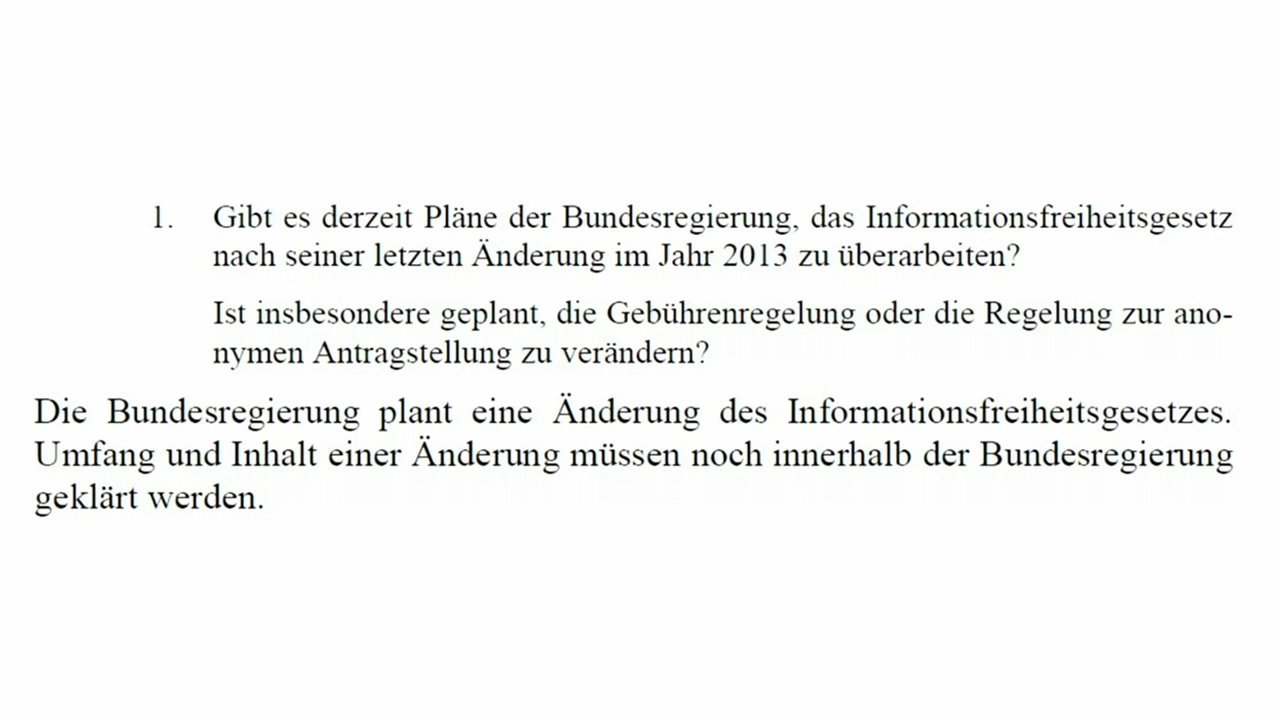 1. Gibt es derzeit Pläne der Bundesregierung, das Informationsfreiheitsgesetz
nach seiner letzten Änderung im Jahr 2013 zu überarbeiten?
Ist insbesondere geplant, die Gebührenregelung oder die Regelung zur ano-
nymen Antragstellung zu verändern?
Die Bundesregierung plant eine Änderung des Informationsfreiheitsgesetzes.
Umfang und Inhalt einer Änderung müssen noch innerhalb der Bundesregierung
geklärt werden.